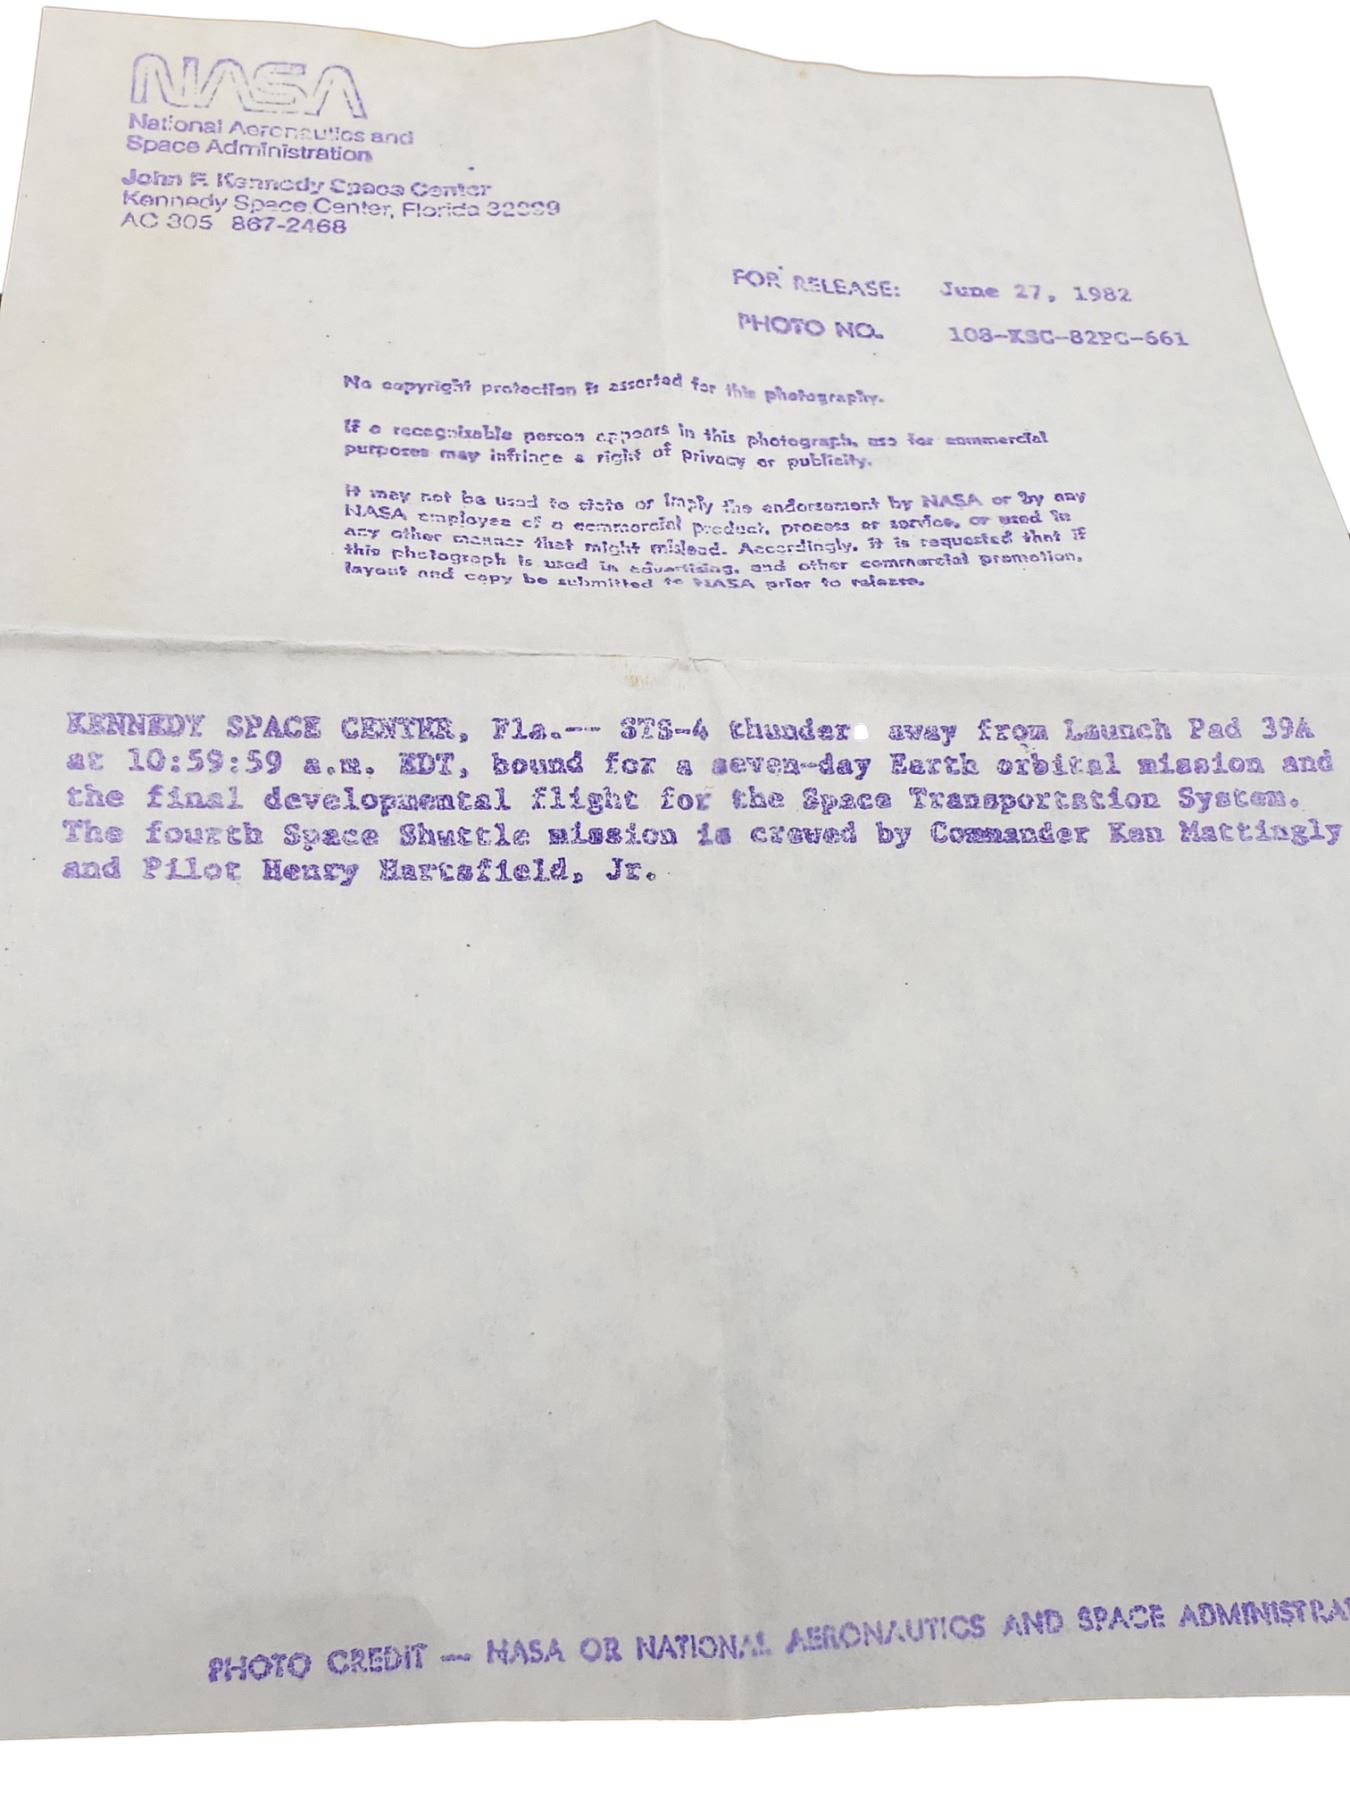 NASA
National Aeronautics and
Space Administration
John F. Kennedy Space Center
Kennedy Space Center, Florida 32899
AC 305 867-2468
FOR RELEASE: June 27, 1982
PHOTO NO. 108-KSC-82PC-661
No copyright protection is asserted for this photography.
If a recognizable person appears in this photograph, use for commercial
purposes may infringe a right of privacy or publicity.
It may not be used to state or imply the endorsement by NASA or by any
NASA employee of a commercial product, process or service, or used in
any other manner that might mislead. Accordingly, it is requested that if
this photograph is used in advertising, and other commercial promotion,
layout and copy be submitted to NASA prior to release.
KENNEDY SPACE CENTER, Fla.-- STS-4 thunder away from Launch Pad 39A
at 10:59:59 a.m. EDT, bound for a seven-day Earth orbital mission and
the final developmental flight for the Space Transportation System.
The fourth Space Shuttle mission is crewed by Commander Ken Mattingly
and Pilot Henry Hartsfield, Jr.
PHOTO CREDIT — NASA OR NATIONAL AERONAUTICS AND SPACE ADMINISTRA